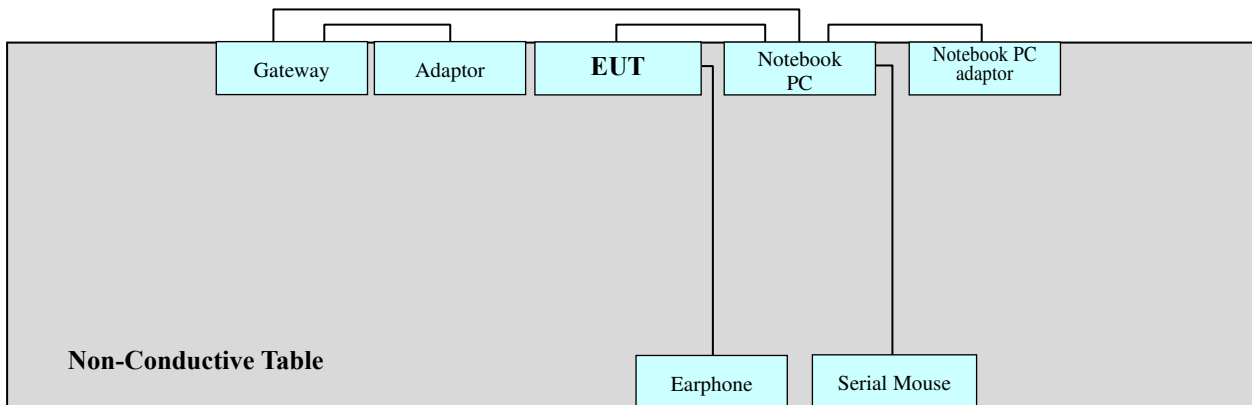 Gateway
Adaptor
EUT
Notebook
PC
Notebook PC
adaptor
Non-Conductive Table
Earphone
Serial Mouse